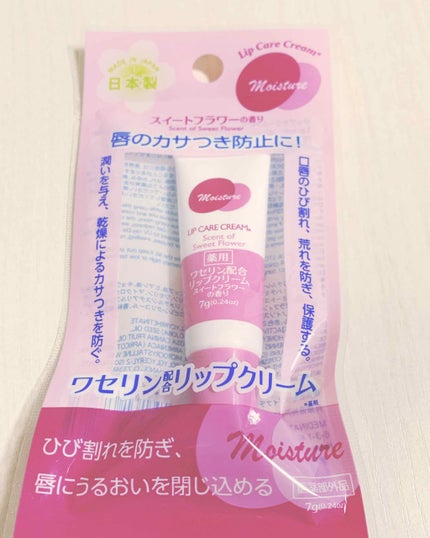 MADE IN JAPAN
日本製
Lip Care Cream*
Moisture
スイートフラワーの香り
Scent of Sweet Flower
唇のカサつき防止に!
潤いを与え、乾燥によるカサつきを防ぐ。
口唇のひび割れ、荒れを防ぎ、保護する。
Moisture
LIP CARE CREAM*
Scent of
Sweet Flower
薬用
ワセリン配合
リップクリーム
スイートフラワー
の香り
7g(0.24oz)
ワセリン配合リップクリーム
*薬用
ひび割れを防ぎ、
唇にうるおいを閉じ込める
Moisture
医薬部外品
7g(0.24oz)